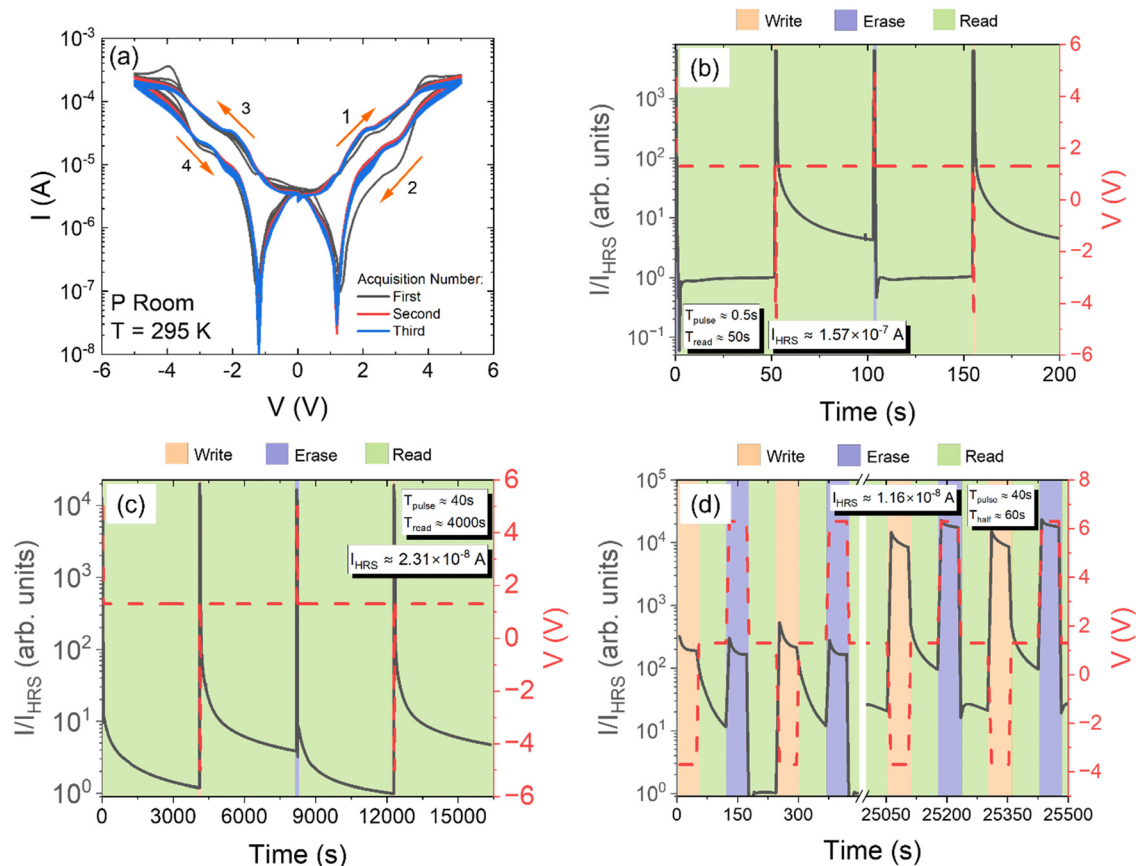 (a)
10⁻³
10⁻⁴
10⁻⁵
10⁻⁶
10⁻⁷
10⁻⁸
I (A)
3
1
4
2
Acquisition Number:
First
Second
Third
P Room
T = 295 K
-6 -4 -2 0 2 4 6
V (V)
Write Erase Read
(b)
10³
10²
10¹
10⁰
10⁻¹
I/I_HRS (arb. units)
6
4
2
0
−2
−4
−6
V (V)
T_pulse ≈ 0.5s
T_read ≈ 50s
I_HRS ≈ 1.57×10⁻⁷ A
0 50 100 150 200
Time (s)
Write Erase Read
(c)
10⁴
10³
10²
10¹
10⁰
I/I_HRS (arb. units)
6
4
2
0
−2
−4
−6
V (V)
T_pulse ≈ 40s
T_read ≈ 4000s
I_HRS ≈ 2.31×10⁻⁸ A
0 3000 6000 9000 12000 15000
Time (s)
Write Erase Read
(d)
10⁵
10⁴
10³
10²
10¹
10⁰
I/I_HRS (arb. units)
8
6
4
2
0
−2
−4
V (V)
I_HRS ≈ 1.16×10⁻⁸ A
T_pulse ≈ 40s
T_half ≈ 60s
0 150 300 25050 25200 25350 25500
Time (s)